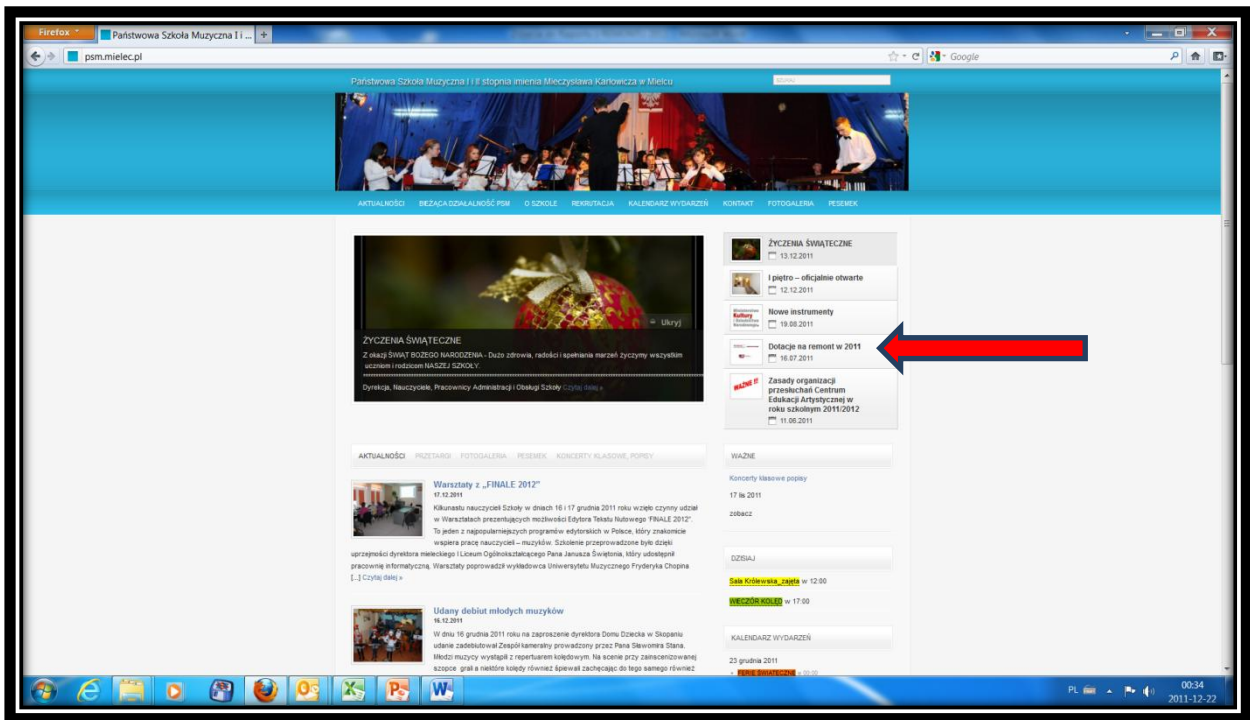 Firefox
Państwowa Szkoła Muzyczna I i ...
psm.mielec.pl
Google
Państwowa Szkoła Muzyczna I i II stopnia imienia Mieczysława Karłowicza w Mielcu
SZUKAJ
AKTUALNOŚCI BIEŻĄCA DZIAŁALNOŚĆ PSM O SZKOLE REKRUTACJA KALENDARZ WYDARZEŃ KONTAKT FOTOGALERIA PESEMEK
Ukryj
ŻYCZENIA ŚWIĄTECZNE
Z okazji ŚWIĄT BOŻEGO NARODZENIA - Dużo zdrowia, radości i spełniania marzeń życzymy wszystkim
uczniom i rodzicom NASZEJ SZKOŁY.
Dyrekcja, Nauczyciele, Pracownicy Administracji i Obsługi Szkoły Czytaj dalej »
ŻYCZENIA ŚWIĄTECZNE
13.12.2011
I piętro – oficjalnie otwarte
12.12.2011
Kultury
Nowe instrumenty
19.08.2011
Dotacje na remont w 2011
16.07.2011
WAŻNE !!
Zasady organizacji
przesłuchań Centrum
Edukacji Artystycznej w
roku szkolnym 2011/2012
11.06.2011
AKTUALNOŚCI PRZETARGI FOTOGALERIA PESEMEK KONCERTY KLASOWE, POPISY
Warsztaty z „FINALE 2012”
17.12.2011
Kilkunastu nauczycieli Szkoły w dniach 16 i 17 grudnia 2011 roku wzięło czynny udział
w Warsztatach prezentujących możliwości Edytora Tekstu Nutowego "FINALE 2012".
To jeden z najpopularniejszych programów edytorskich w Polsce, który znakomicie
wspiera pracę nauczycieli – muzyków. Szkolenie przeprowadzone było dzięki
uprzejmości dyrektora mieleckiego I Liceum Ogólnokształcącego Pana Janusza Świętonia, który udostępnił
pracownię informatyczną. Warsztaty poprowadził wykładowca Uniwersytetu Muzycznego Fryderyka Chopina
[...] Czytaj dalej »
Udany debiut młodych muzyków
16.12.2011
W dniu 16 grudnia 2011 roku na zaproszenie dyrektora Domu Dziecka w Skopaniu
udanie zadebiutował Zespół kameralny prowadzony przez Pana Sławomira Stana.
Młodzi muzycy wystąpili z repertuarem kolędowym. Na scenie przy zainscenizowanej
szopce grali a niektóre kolędy również śpiewali zachęcając do tego samego również
WAŻNE
Koncerty klasowe popisy
17 lis 2011
zobacz
DZISIAJ
Sala Królewska_zajęta w 12:00
WIECZÓR KOLĘD w 17:00
KALENDARZ WYDARZEŃ
23 grudnia 2011
FERIE ŚWIĄTECZNE w 00:00
PL
00:34
2011-12-22